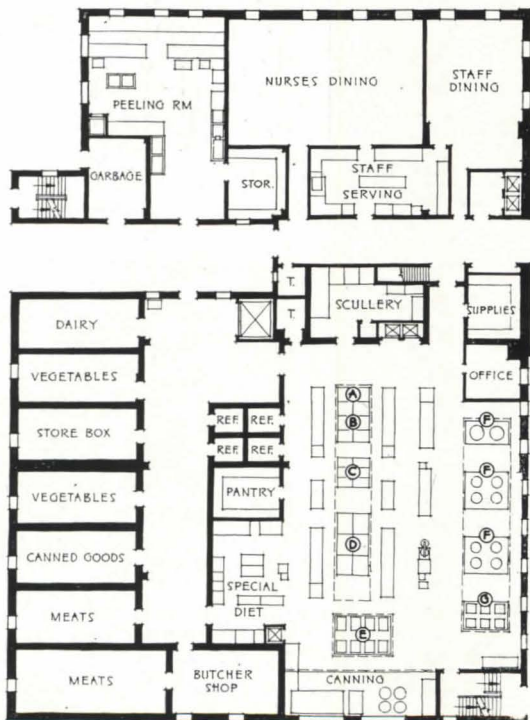 NURSES DINING
STAFF
DINING
PEELING RM
GARBAGE
STOR.
STAFF
SERVING
T.
T.
SCULLERY
SUPPLIES
DAIRY
OFFICE
VEGETABLES
A
B
F
STORE BOX
REF.
REF.
REF.
REF.
C
F
VEGETABLES
PANTRY
CANNED GOODS
D
F
SPECIAL
DIET
MEATS
G
E
MEATS
BUTCHER
SHOP
CANNING